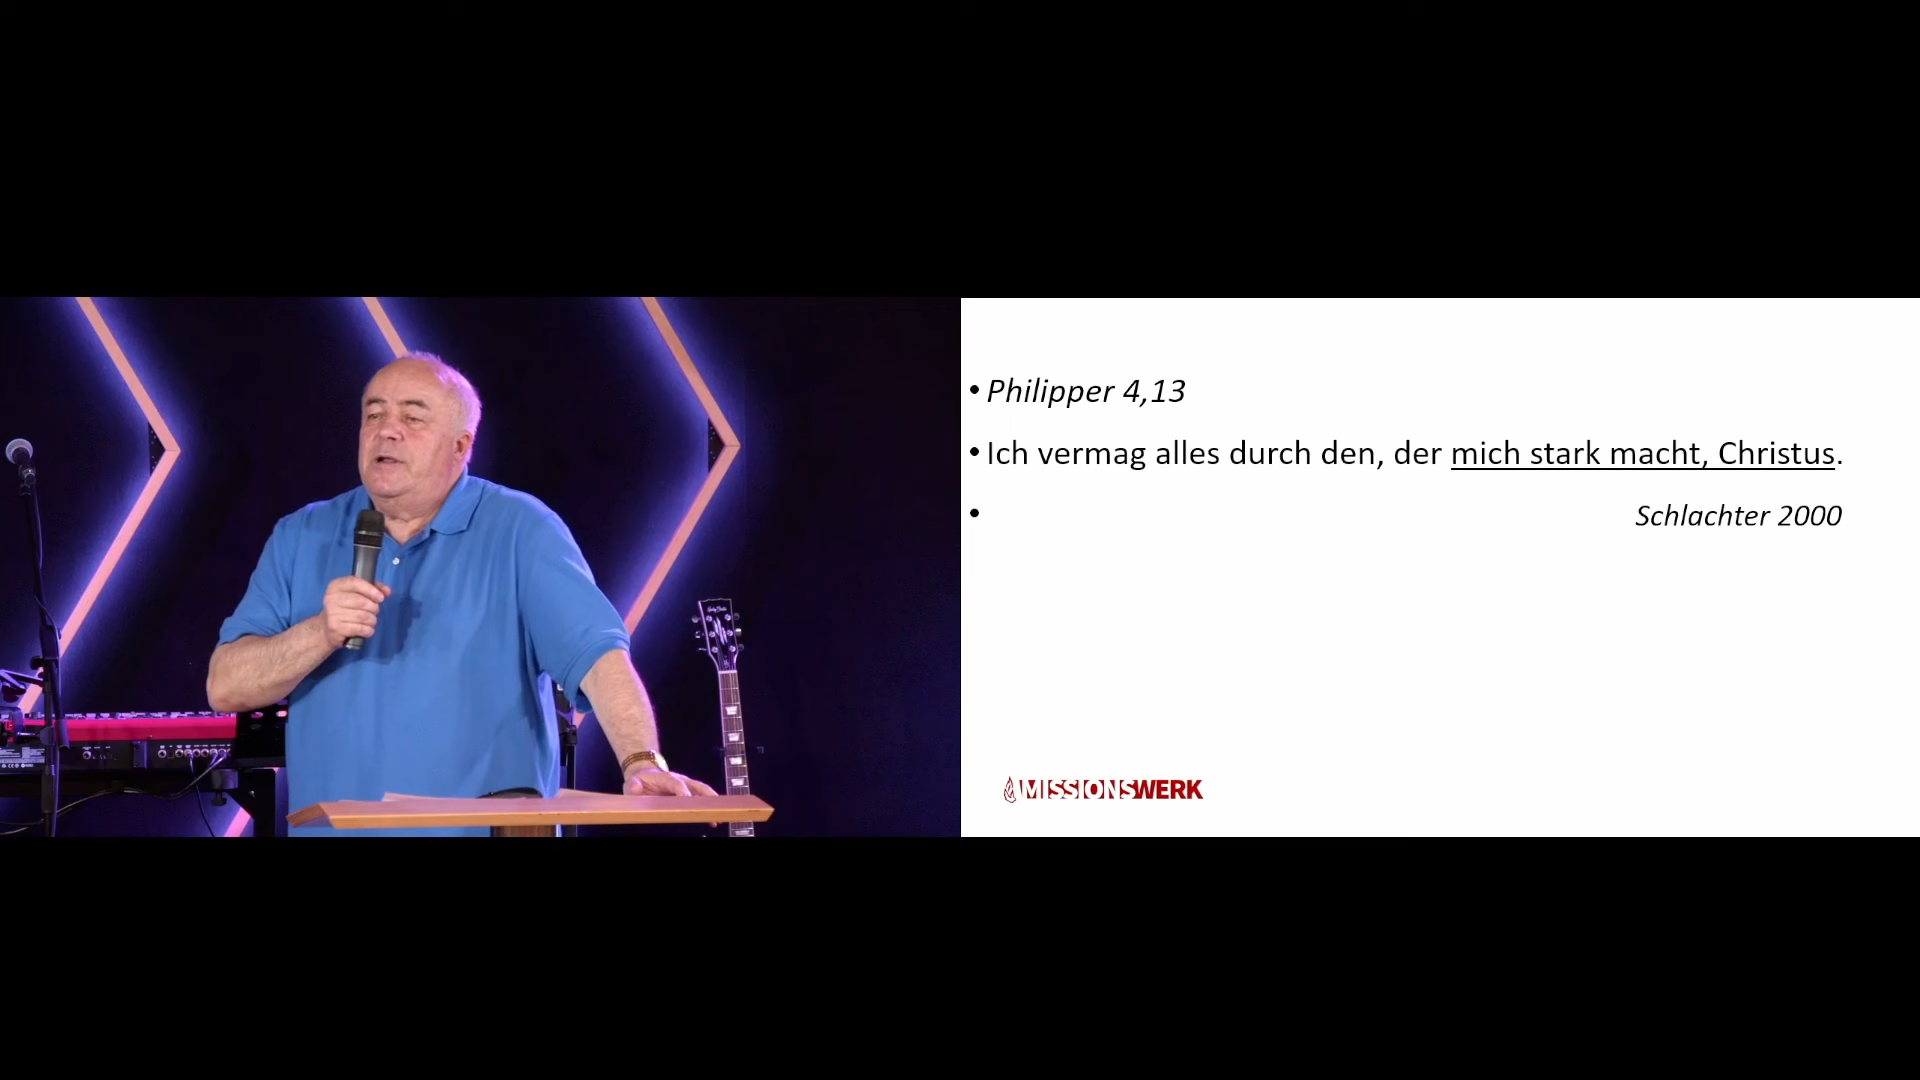 • Philipper 4,13
• Ich vermag alles durch den, der mich stark macht, Christus.
• Schlachter 2000
MISSIONSWERK